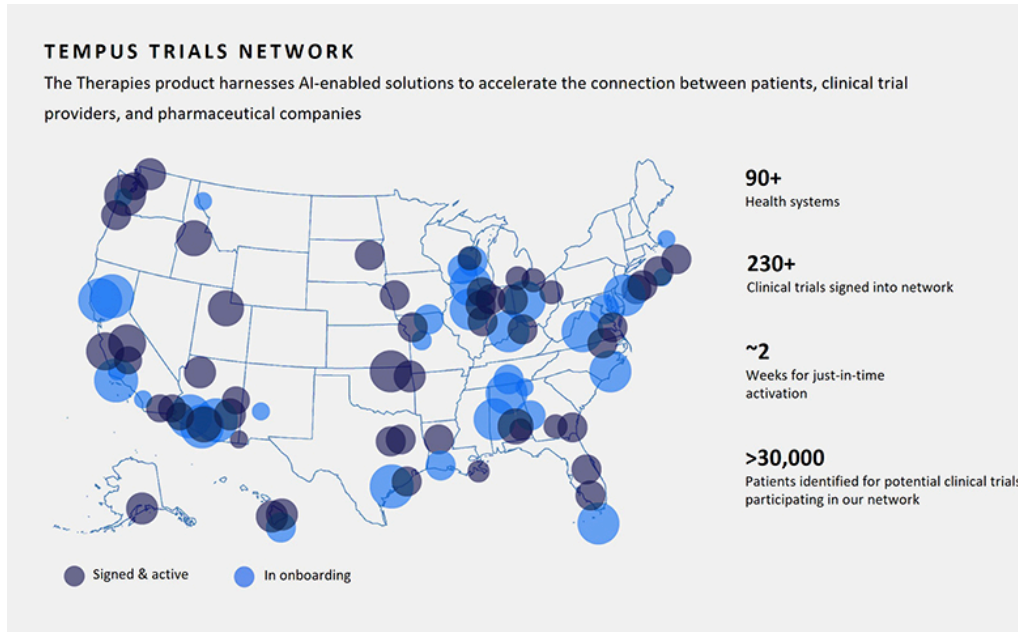 TEMPUS TRIALS NETWORK
The Therapies product harnesses AI-enabled solutions to accelerate the connection between patients, clinical trial
providers, and pharmaceutical companies
90+
Health systems
230+
Clinical trials signed into network
~2
Weeks for just-in-time
activation
>30,000
Patients identified for potential clinical trials
participating in our network
Signed & active
In onboarding